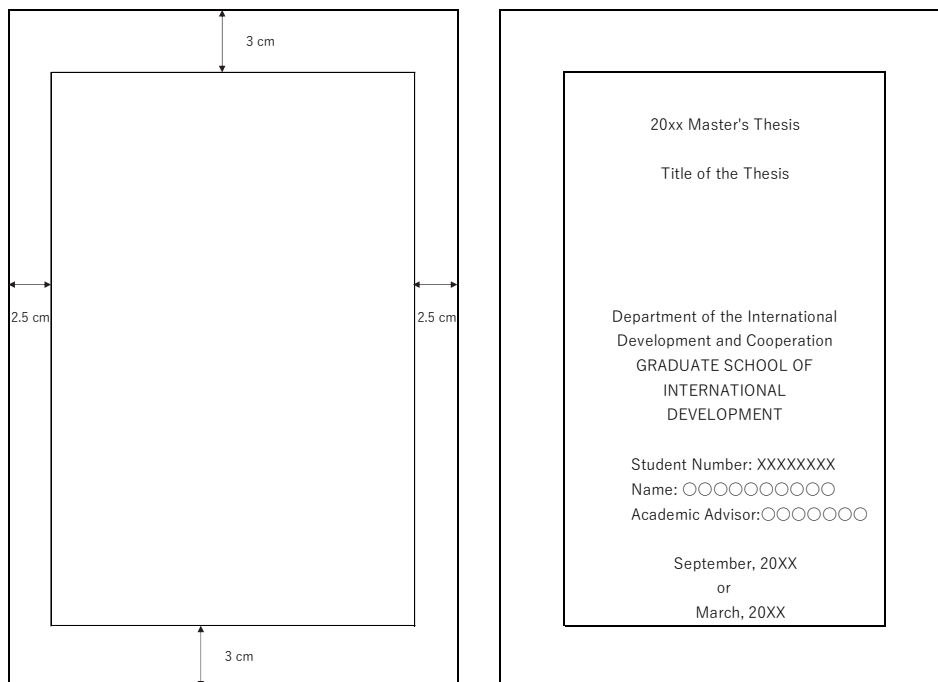 3 cm
2.5 cm
2.5 cm
3 cm
20xx Master's Thesis
Title of the Thesis
Department of the International
Development and Cooperation
GRADUATE SCHOOL OF
INTERNATIONAL
DEVELOPMENT
Student Number: XXXXXXXX
Name: ○○○○○○○○○○
Academic Advisor:○○○○○○○
September, 20XX
or
March, 20XX